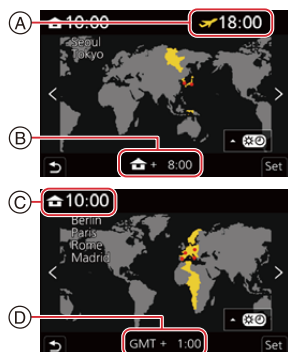 A
10:00
18:00
Seoul
Tokyo
B
+ 8:00
Set
C
10:00
Berlin
Paris
Rome
Madrid
D
GMT + 1:00
Set